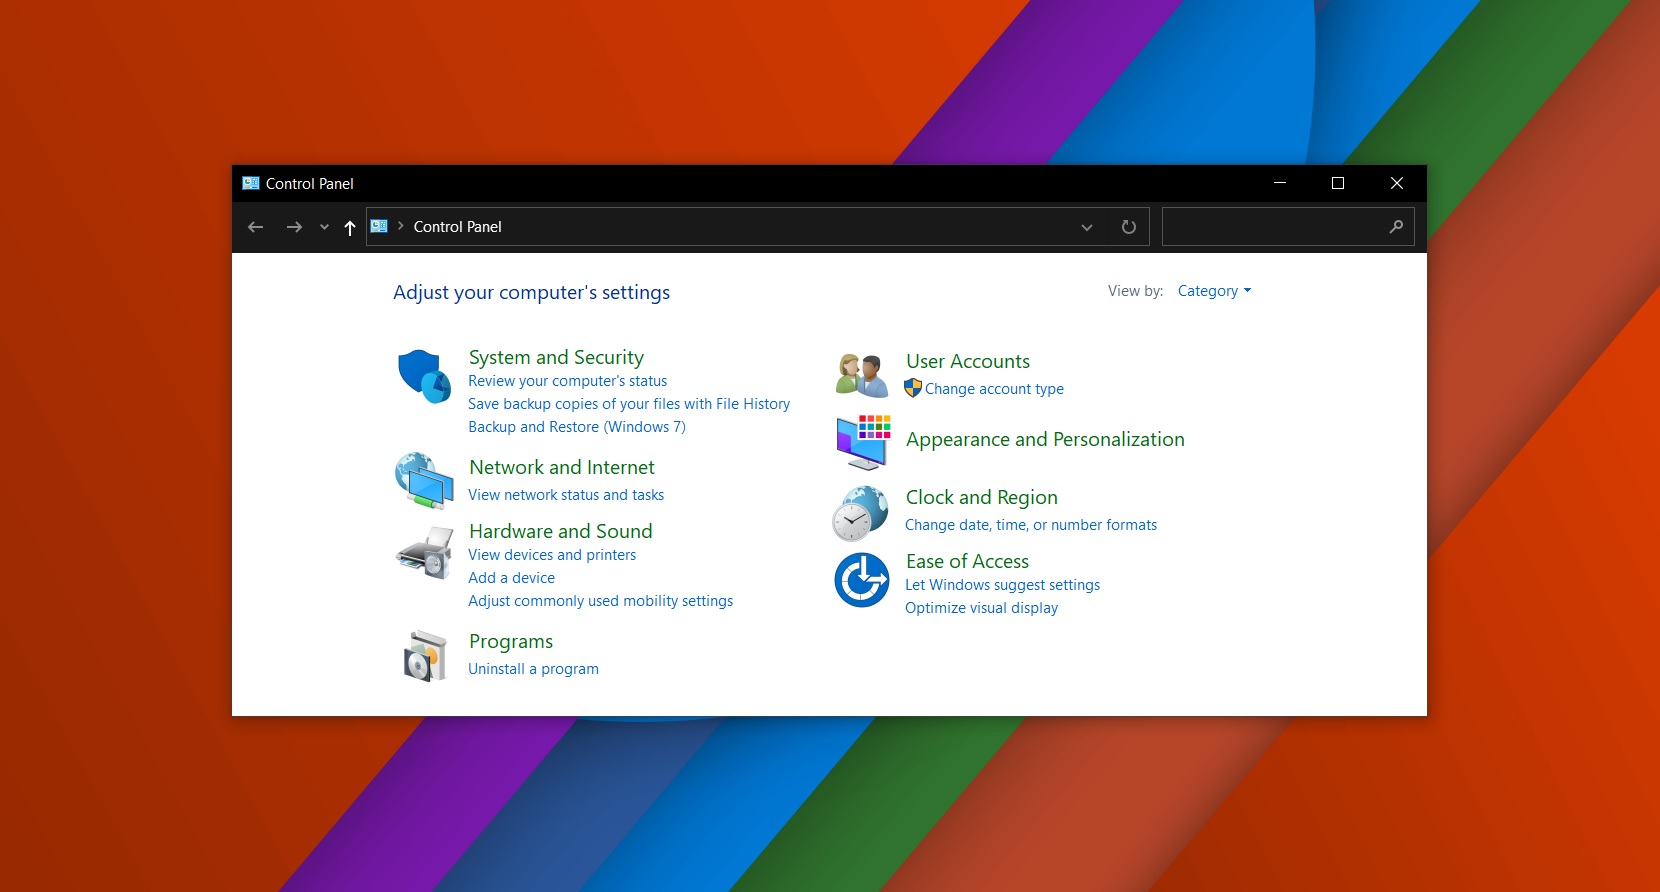 Control Panel
Control Panel
Adjust your computer's settings
View by: Category
System and Security
Review your computer's status
Save backup copies of your files with File History
Backup and Restore (Windows 7)
Network and Internet
View network status and tasks
Hardware and Sound
View devices and printers
Add a device
Adjust commonly used mobility settings
Programs
Uninstall a program
User Accounts
Change account type
Appearance and Personalization
Clock and Region
Change date, time, or number formats
Ease of Access
Let Windows suggest settings
Optimize visual display